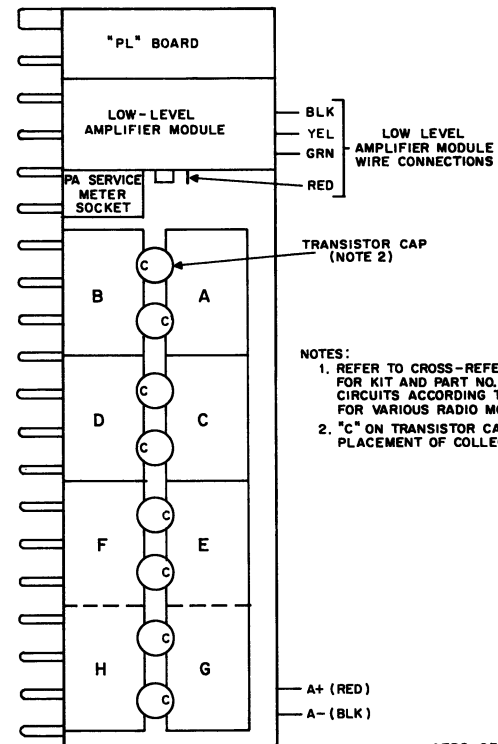 "PL" BOARD
LOW-LEVEL
AMPLIFIER MODULE
BLK
YEL
GRN
RED
LOW LEVEL
AMPLIFIER MODULE
WIRE CONNECTIONS
PA SERVICE
METER
SOCKET
TRANSISTOR CAP
(NOTE 2)
B
C
A
C
D
C
C
C
F
C
E
C
H
C
G
C
NOTES:
1. REFER TO CROSS-REFE
FOR KIT AND PART NO.
CIRCUITS ACCORDING T
FOR VARIOUS RADIO MO
2. "C" ON TRANSISTOR CA
PLACEMENT OF COLLE
A+ (RED)
A- (BLK)